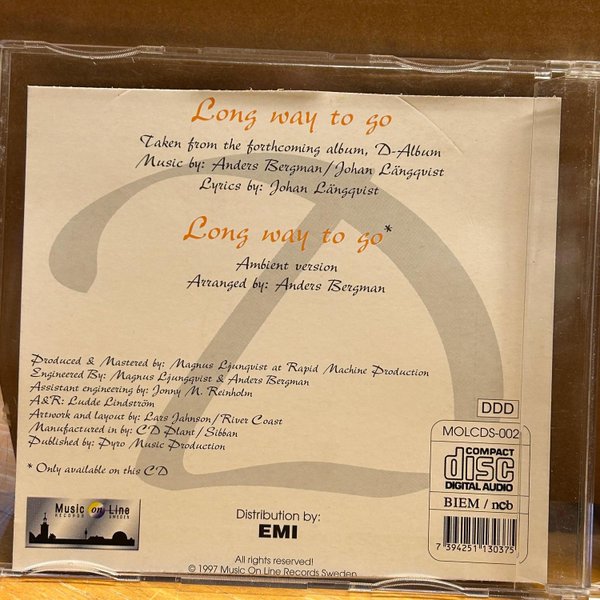 Long way to go
Taken from the forthcoming album, D-Album
Music by: Anders Bergman/Johan Längqvist
Lyrics by: Johan Längqvist
Long way to go*
Ambient version
Arranged by: Anders Bergman
Produced & Mastered by: Magnus Ljunqvist at Rapid Machine Production
Engineered By: Magnus Ljungqvist & Anders Bergman
Assistant engineering by: Jonny M. Reinholm
A&R: Ludde Lindström
Artwork and layout by: Lars Jahnson/River Coast
Manufactured in by: CD Plant/Sibban
Published by: Pyro Music Production
* Only available on this CD
DDD
MOLCDS-002
COMPACT
disc
DIGITAL AUDIO
BIEM / ncb
7 394251 130375
Music on Line
RECORDS SWEDEN
Distribution by:
EMI
All rights reserved!
© 1997 Music On Line Records Sweden